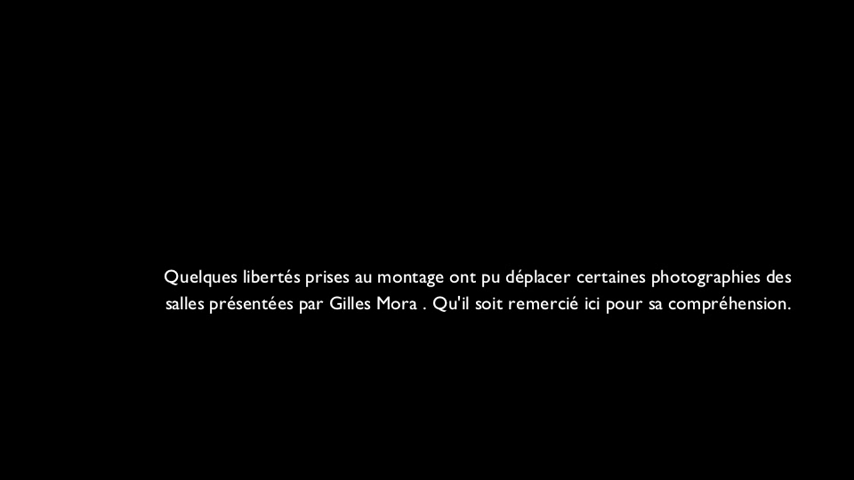 Quelques libertés prises au montage ont pu déplacer certaines photographies des
salles présentées par Gilles Mora . Qu'il soit remercié ici pour sa compréhension.